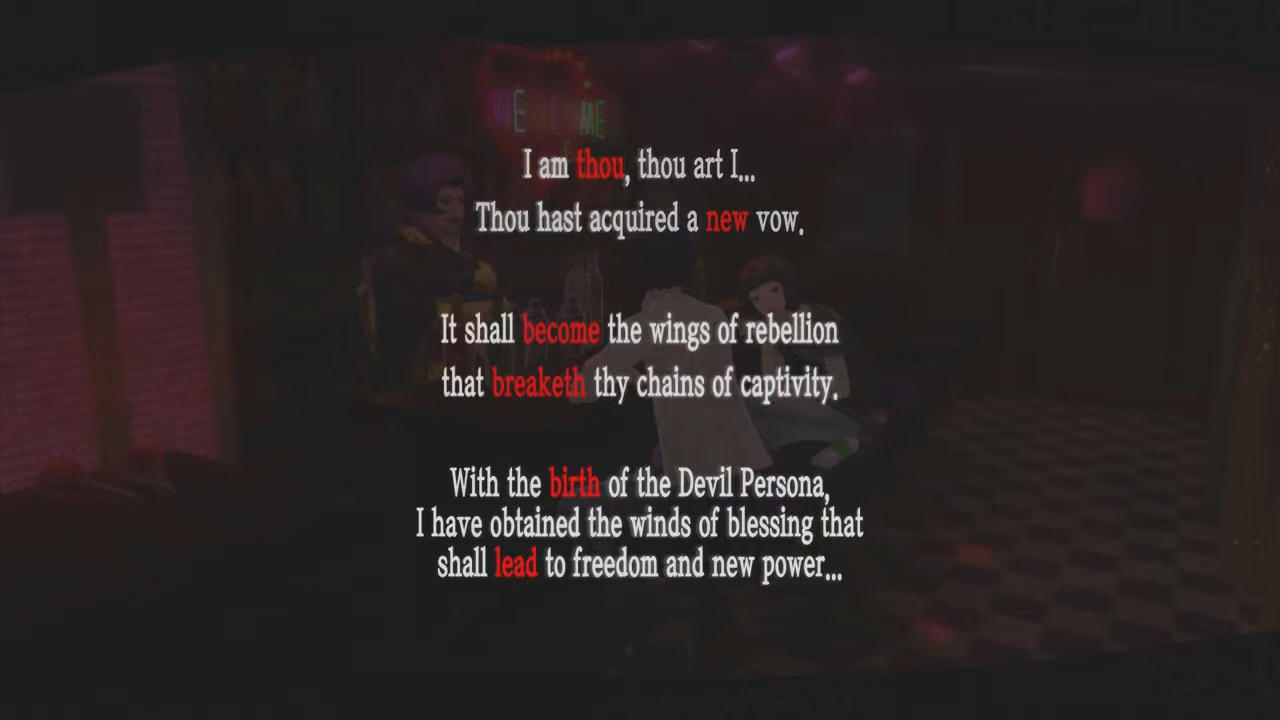 WELCOME
I am thou, thou art I...
Thou hast acquired a new vow.
It shall become the wings of rebellion
that breaketh thy chains of captivity.
With the birth of the Devil Persona,
I have obtained the winds of blessing that
shall lead to freedom and new power...